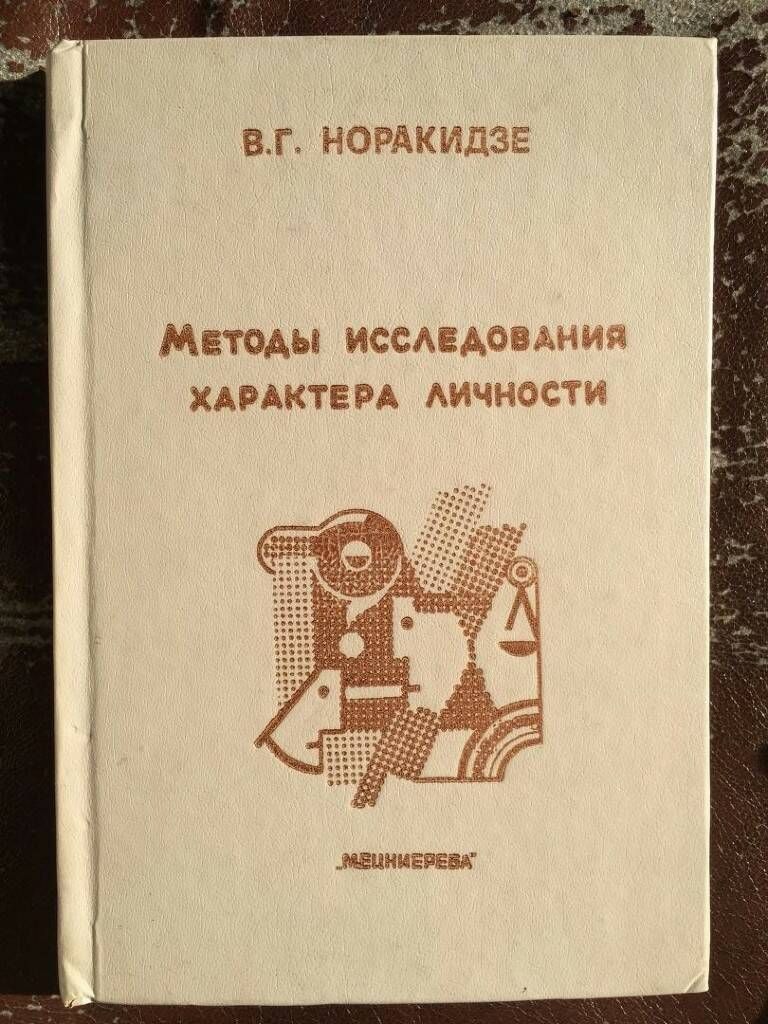 В.Г. НОРАКИДЗЕ
МЕТОДЫ ИССЛЕДОВАНИЯ
ХАРАКТЕРА ЛИЧНОСТИ
„МЕЦНИЕРЕБА"